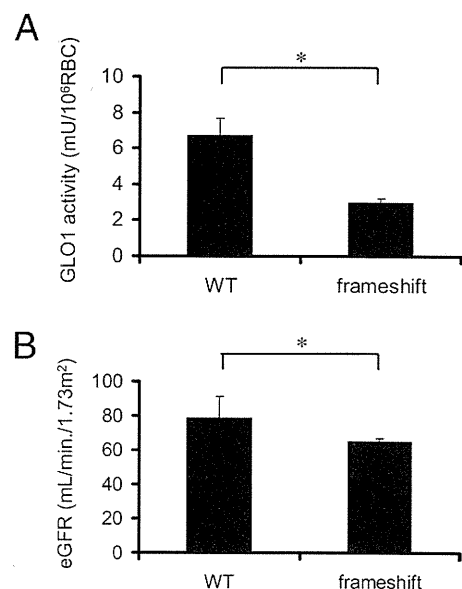 A
*
GLO1 activity (mU/10⁶RBC)
10
8
6
4
2
0
WT
frameshift
B
*
eGFR (mL/min./1.73m²)
100
80
60
40
20
0
WT
frameshift